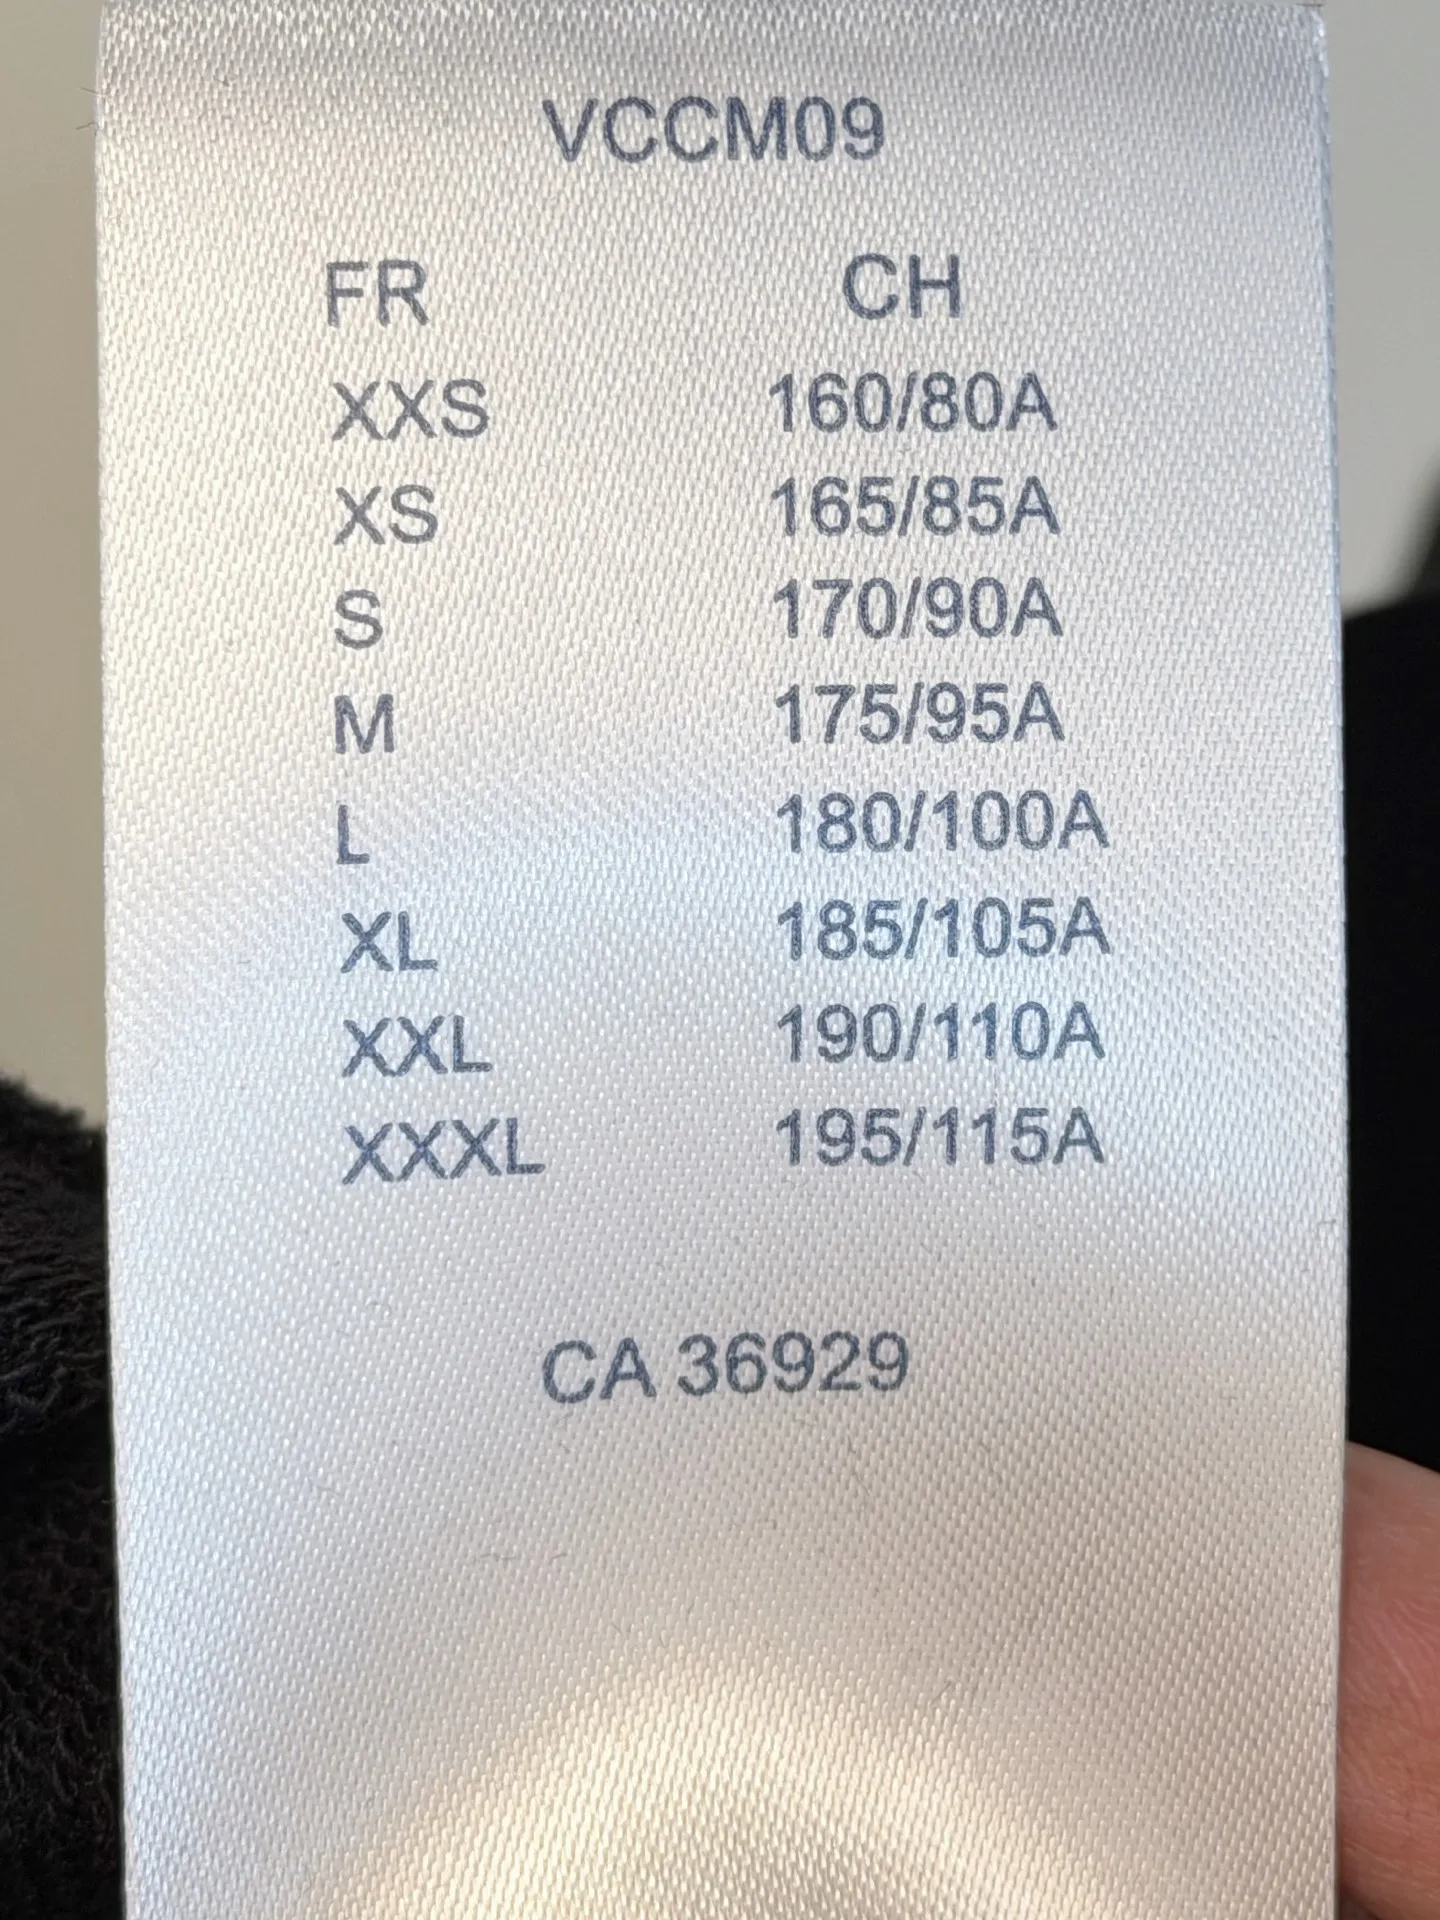 VCCM09
FR CH
XXS 160/80A
XS 165/85A
S 170/90A
M 175/95A
L 180/100A
XL 185/105A
XXL 190/110A
XXXL 195/115A
CA 36929